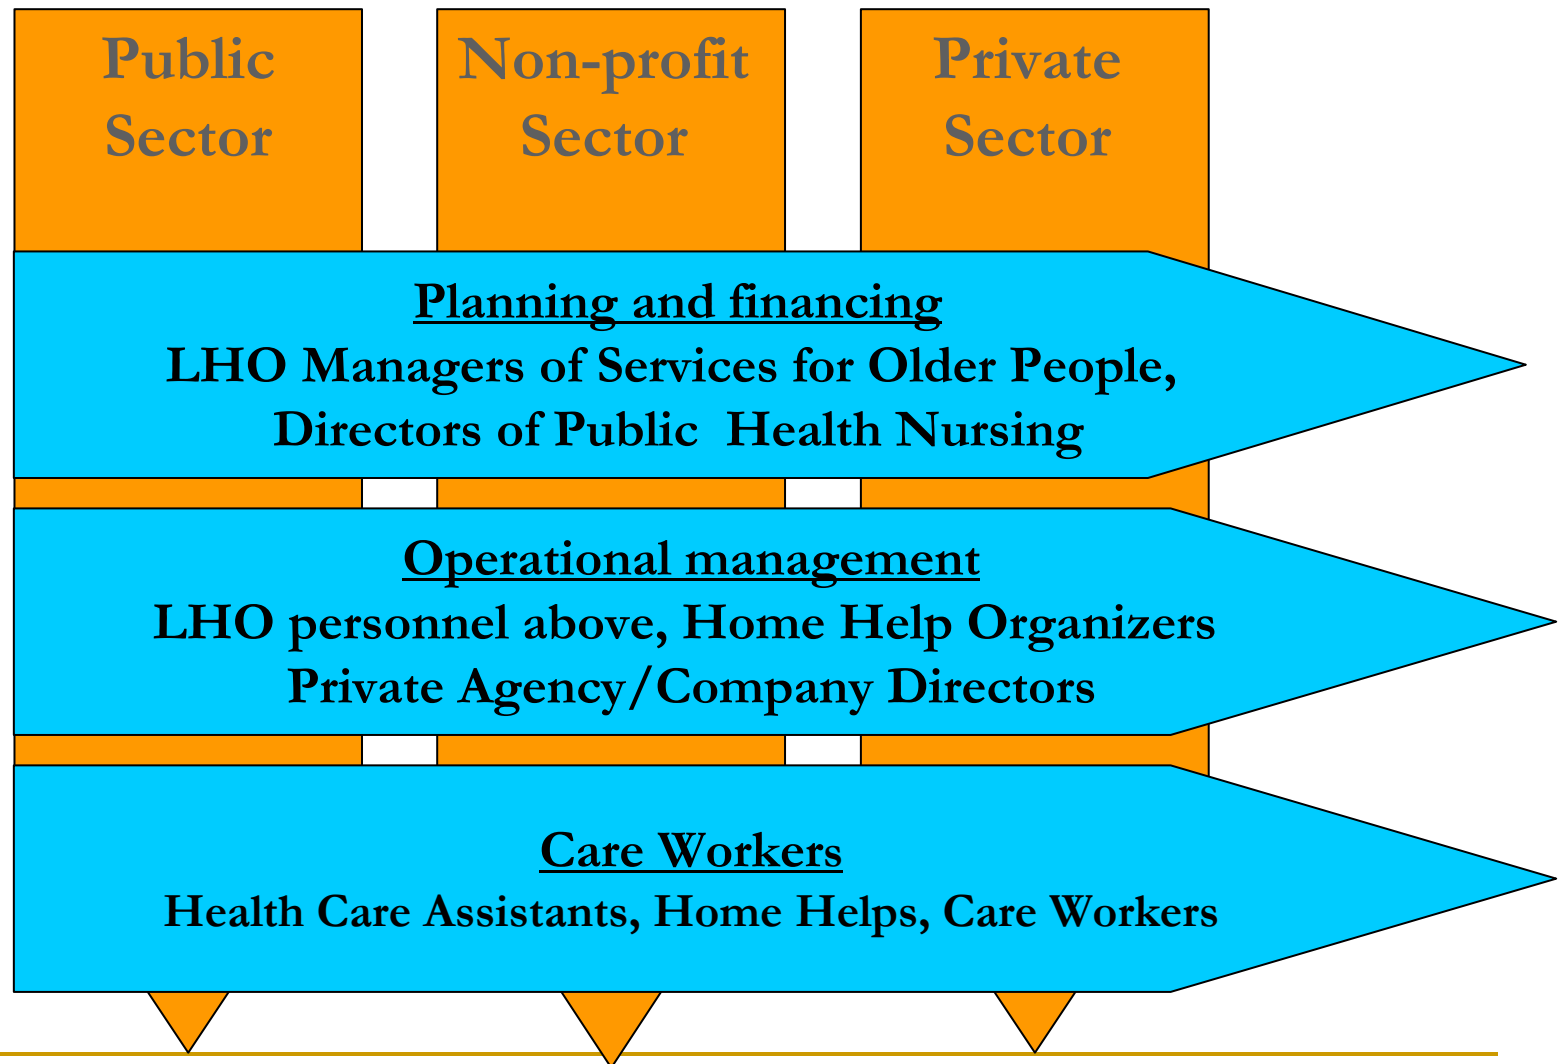 Public
Sector
Non-profit
Sector
Private
Sector
Planning and financing
LHO Managers of Services for Older People,
Directors of Public  Health Nursing
Operational management
LHO personnel above, Home Help Organizers
Private Agency/Company Directors
Care Workers
Health Care Assistants, Home Helps, Care Workers